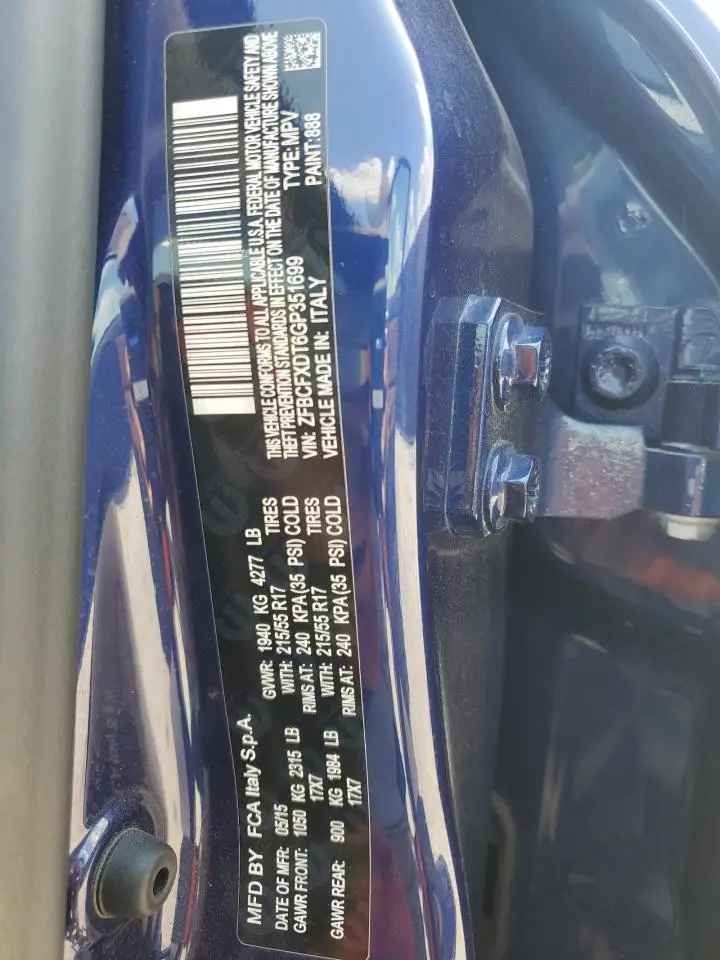 MFD BY FCA Italy S.p.A.
DATE OF MFR: 05/15 GVWR: 1940 KG 4277 LB
GAWR FRONT: 1050 KG 2315 LB WITH: 215/55 R17 TIRES
17X7 RIMS AT: 240 KPA (35 PSI) COLD
GAWR REAR: 900 KG 1984 LB WITH: 215/55 R17 TIRES
17X7 RIMS AT: 240 KPA (35 PSI) COLD
THIS VEHICLE CONFORMS TO ALL APPLICABLE U.S.A. FEDERAL MOTOR VEHICLE SAFETY AND
THEFT PREVENTION STANDARDS IN EFFECT ON THE DATE OF MANUFACTURE SHOWN ABOVE
VIN: ZFBCFXDT6GP351699 TYPE: MPV
VEHICLE MADE IN: ITALY PAINT: 888